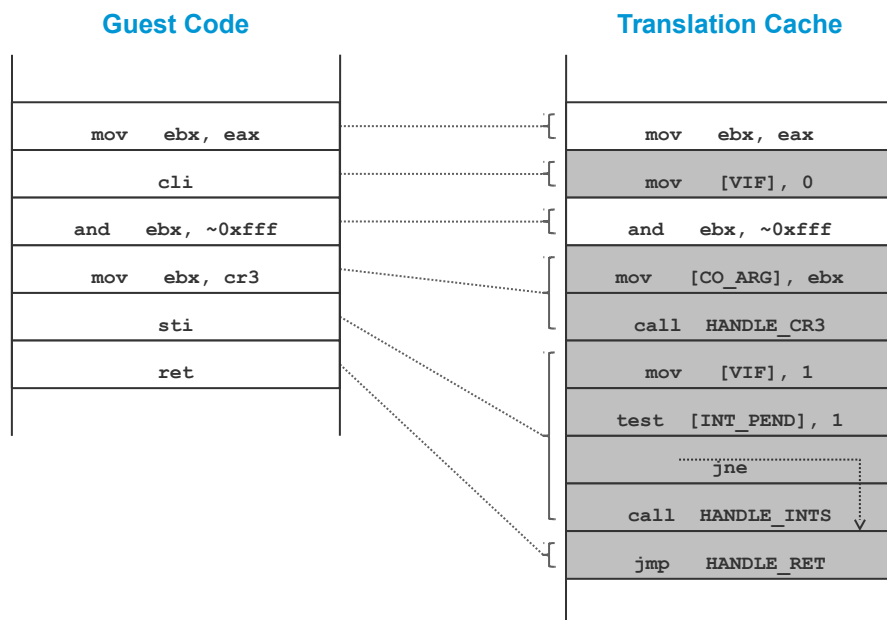 Guest Code
mov ebx, eax
cli
and ebx, ~0xfff
mov ebx, cr3
sti
ret
Translation Cache
mov ebx, eax
mov [VIF], 0
and ebx, ~0xfff
mov [CO_ARG], ebx
call HANDLE_CR3
mov [VIF], 1
test [INT_PEND], 1
jne
call HANDLE_INTS
jmp HANDLE_RET